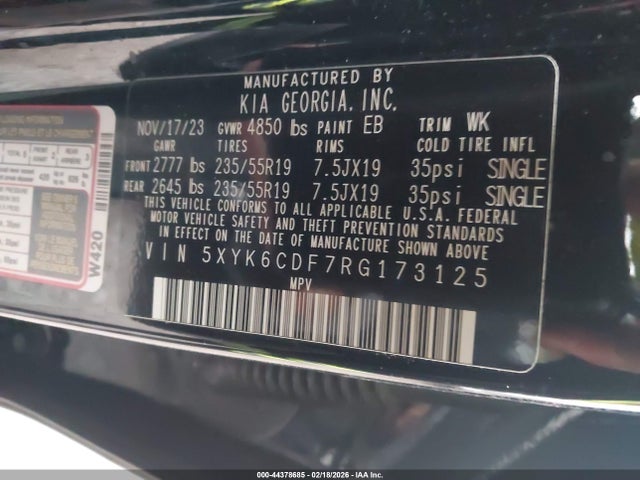 MANUFACTURED BY
KIA GEORGIA. INC.
NOV/17/23 GVWR 4850 lbs PAINT EB TRIM WK
GAWR TIRES RIMS COLD TIRE INFL
FRONT 2777 lbs 235/55R19 7.5JX19 35psi SINGLE
REAR 2645 lbs 235/55R19 7.5JX19 35psi SINGLE
THIS VEHICLE CONFORMS TO ALL APPLICABLE U.S.A. FEDERAL
MOTOR VEHICLE SAFETY AND THEFT PREVENTION STANDARDS
IN EFFECT ON THE DATE OF MANUFACTURE SHOWN ABOVE
VIN 5XYK6CDF7RG173125
MPV
W420
000-44378685 - 02/18/2026 - IAA Inc.